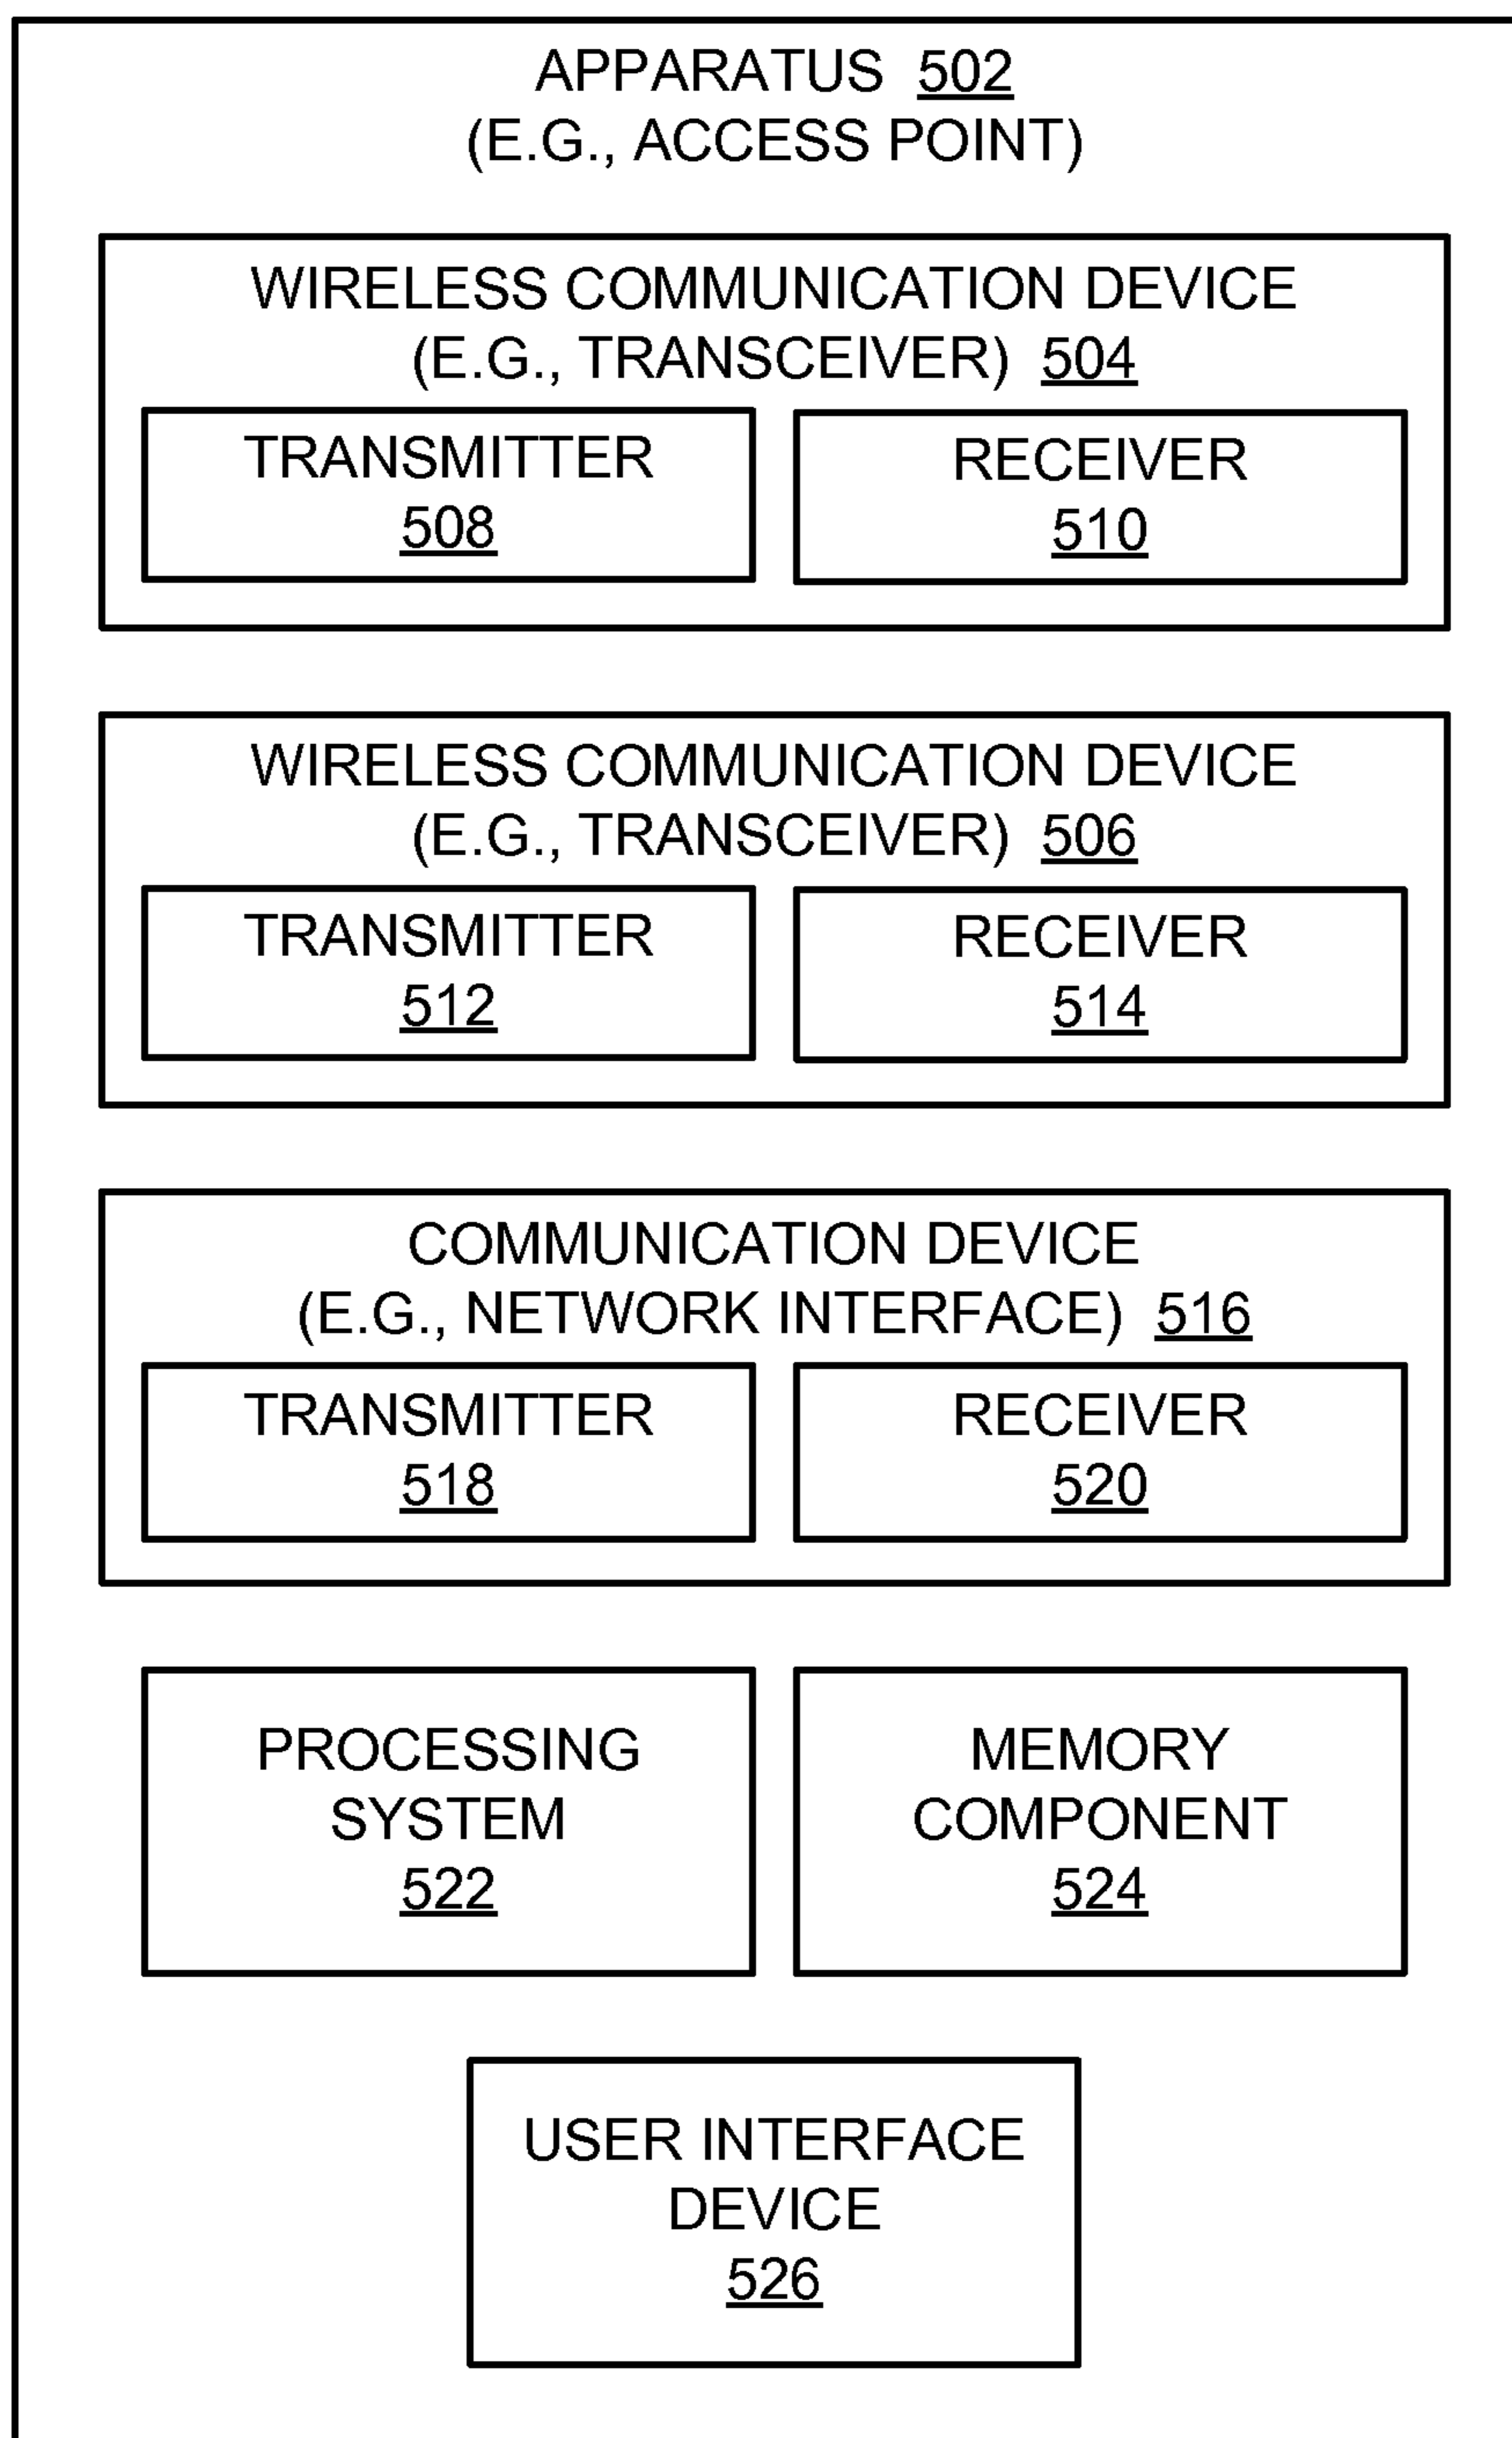 APPARATUS 502
(E.G., ACCESS POINT)
WIRELESS COMMUNICATION DEVICE
(E.G., TRANSCEIVER) 504
TRANSMITTER
508
RECEIVER
510
WIRELESS COMMUNICATION DEVICE
(E.G., TRANSCEIVER) 506
TRANSMITTER
512
RECEIVER
514
COMMUNICATION DEVICE
(E.G., NETWORK INTERFACE) 516
TRANSMITTER
518
RECEIVER
520
PROCESSING
SYSTEM
522
MEMORY
COMPONENT
524
USER INTERFACE
DEVICE
526